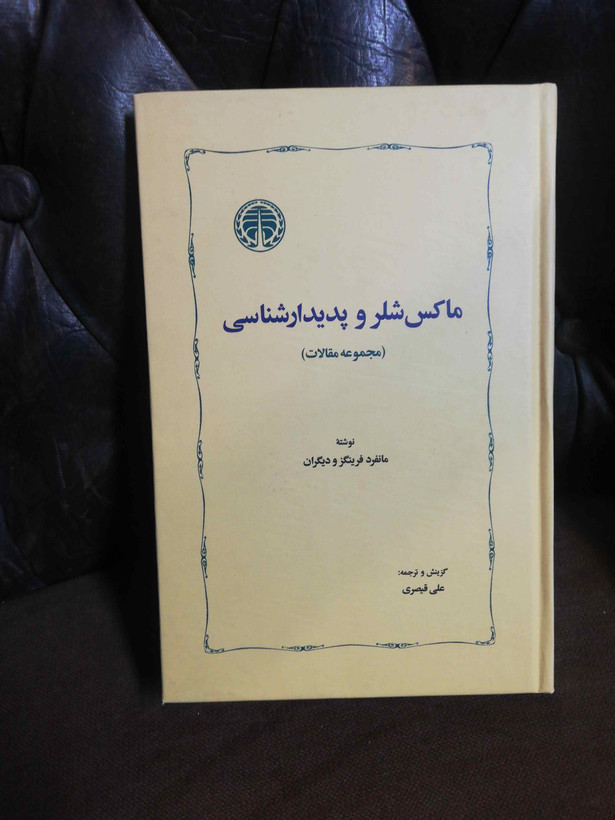 ماکس شلر و پدیدارشناسی
(مجموعه مقالات)
نوشتهٔ
مانفرد فرینگز و دیگران
گزینش و ترجمه:
علی قیصری